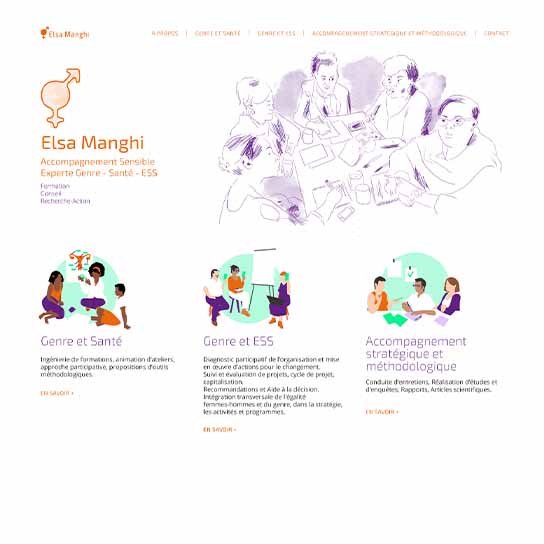 Elsa Manghi
A PROPOS | GENRE ET SANTÉ | GENRE ET ESS | ACCOMPAGNEMENT STRATÉGIQUE ET MÉTHODOLOGIQUE | CONTACT
Elsa Manghi
Accompagnement Sensible
Experte Genre - Santé - ESS
Formation
Conseil
Recherche-Action
Genre et Santé
Ingénierie de formations, animation d'ateliers,
approche participative, propositions d'outils
méthodologiques.
EN SAVOIR +
Genre et ESS
Diagnostic participatif de l'organisation et mise
en œuvre d'actions pour le changement.
Suivi et évaluation de projets, cycle de projet,
capitalisation.
Recommandations et Aide à la décision.
Intégration transversale de l'égalité
femmes-hommes et du genre, dans la stratégie,
les activités et programmes.
EN SAVOIR +
Accompagnement
stratégique et
méthodologique
Conduite d'entretiens, Réalisation d'études et
d'enquêtes, Rapports, Articles scientifiques.
EN SAVOIR +